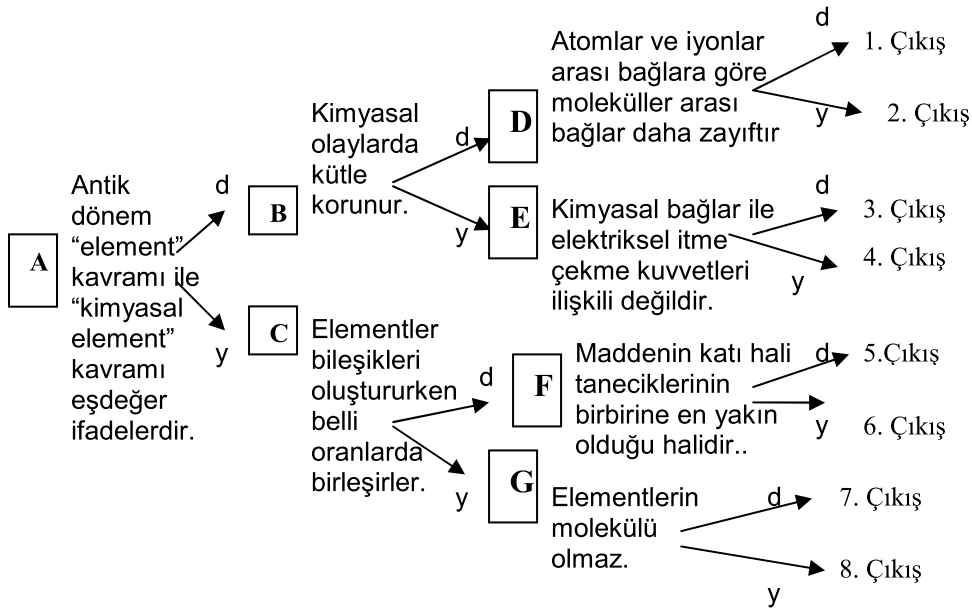 A
Antik
dönem
“element”
kavramı ile
“kimyasal
element”
kavramı
eşdeğer
ifadelerdir.
d
y
B
Kimyasal
olaylarda
kütle
korunur.
d
y
C
Elementler
bileşikleri
oluştururken
belli
oranlarda
birleşirler.
d
y
D
Atomlar ve iyonlar
arası bağlara göre
moleküller arası
bağlar daha zayıftır
d
y
1. Çıkış
2. Çıkış
E
Kimyasal bağlar ile
elektriksel itme
çekme kuvvetleri
ilişkili değildir.
d
y
3. Çıkış
4. Çıkış
F
Maddenin katı hali
taneciklerinin
birbirine en yakın
olduğu halidir..
d
y
5.Çıkış
6. Çıkış
G
Elementlerin
molekülü
olmaz.
d
y
7. Çıkış
8. Çıkış